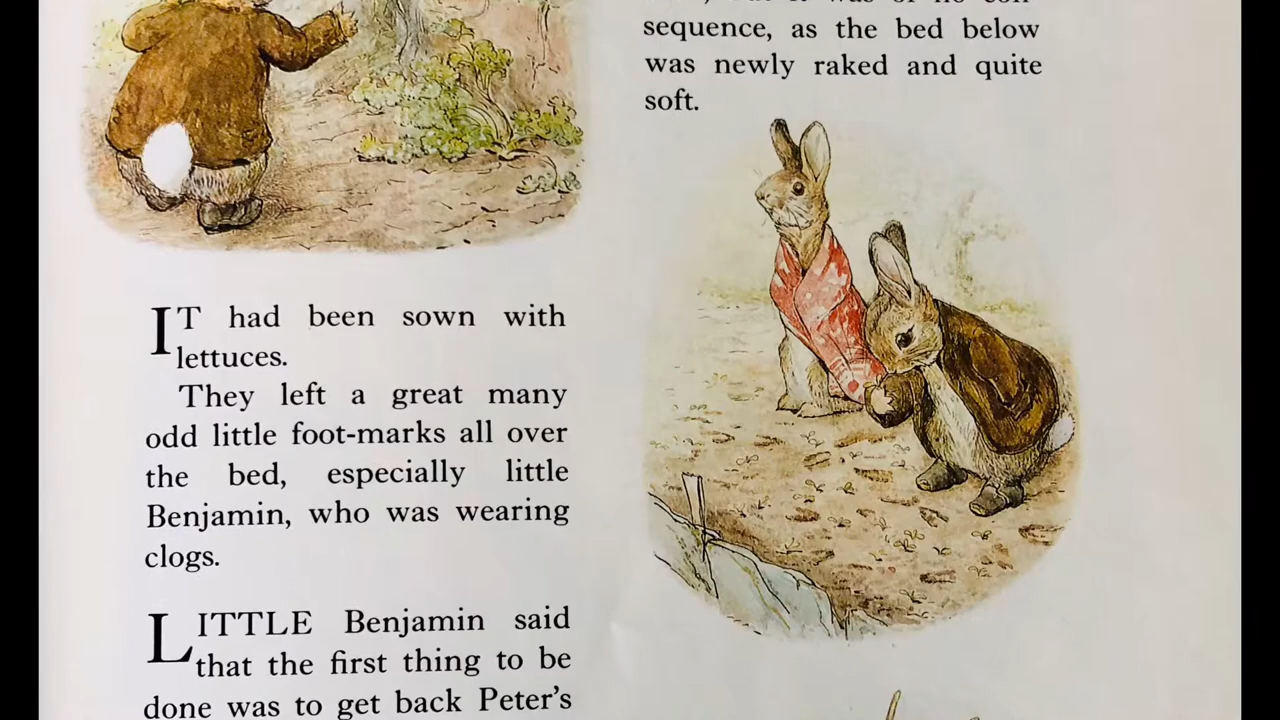 sequence, as the bed below
was newly raked and quite
soft.
IT had been sown with
lettuces.
They left a great many
odd little foot-marks all over
the bed, especially little
Benjamin, who was wearing
clogs.
LITTLE Benjamin said
that the first thing to be
done was to get back Peter's